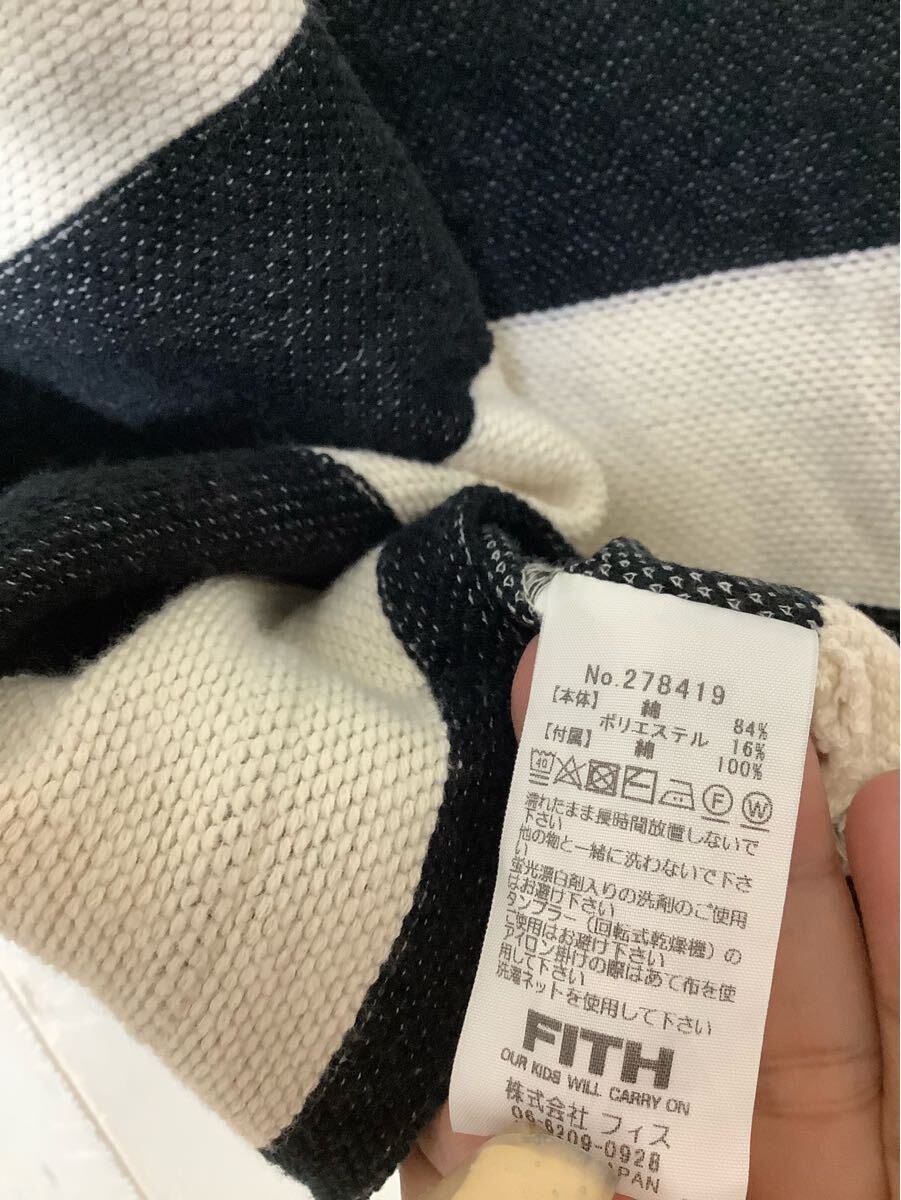 No.278419
【本体】 綿 84%
ポリエステル 16%
【付属】 綿 100%
40 F W
濡れたまま長時間放置しないで
下さい
他の物と一緒に洗わないで下さ
い
蛍光漂白剤入りの洗剤のご使用
はお避け下さい
タンブラー(回転式乾燥機)の
ご使用はお避け下さい
アイロン掛けの際はあて布を使
用して下さい
洗濯ネットを使用して下さい
FITH
OUR KIDS WILL CARRY ON
株式会社 フィス
06-6209-0928
JAPAN